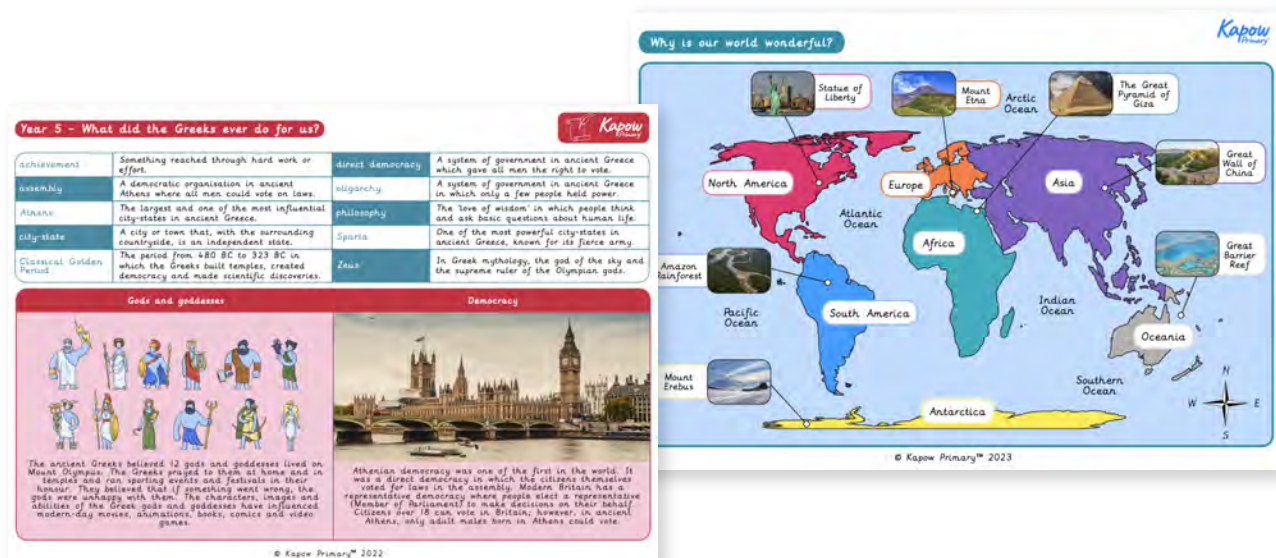 Year 5 - What did the Greeks ever do for us?
Kapow
Primary
achievement
Something reached through hard work or
effort.
direct democracy
A system of government in ancient Greece
which gave all men the right to vote.
assembly
A democratic organisation in ancient
Athens where all men could vote on laws.
oligarchy
A system of government in ancient Greece
in which only a few people held power.
Athens
The largest and one of the most influential
city-states in ancient Greece.
philosophy
The 'love of wisdom' in which people think
and ask basic questions about human life.
city-state
A city or town that, with the surrounding
countryside, is an independent state.
Sparta
One of the most powerful city-states in
ancient Greece, known for its fierce army.
Classical Golden
Period
The period from 480 BC to 323 BC in
which the Greeks built temples, created
democracy and made scientific discoveries.
Zeus
In Greek mythology, the god of the sky and
the supreme ruler of the Olympian gods.
Gods and goddesses
The ancient Greeks believed 12 gods and goddesses lived on
Mount Olympus. The Greeks prayed to them at home and in
temples and ran sporting events and festivals in their
honour. They believed that if something went wrong, the
gods were unhappy with them. The characters, images and
abilities of the Greek gods and goddesses have influenced
modern-day movies, animations, books, comics and video
games.
Democracy
Athenian democracy was one of the first in the world. It
was a direct democracy in which the citizens themselves
voted for laws in the assembly. Modern Britain has a
representative democracy where people elect a representative
(Member of Parliament) to make decisions on their behalf.
Citizens over 18 can vote in Britain; however, in ancient
Athens, only adult males born in Athens could vote.
© Kapow Primary™ 2022
Why is our world wonderful?
Kapow
Primary
Statue of
Liberty
Mount
Etna
Arctic
Ocean
The Great
Pyramid of
Giza
Great
Wall of
China
North America
Europe
Asia
Atlantic
Ocean
Africa
Great
Barrier
Reef
Amazon
Rainforest
Pacific
Ocean
South America
Indian
Ocean
Oceania
Mount
Erebus
Southern
Ocean
Antarctica
N
W
E
S
© Kapow Primary™ 2023